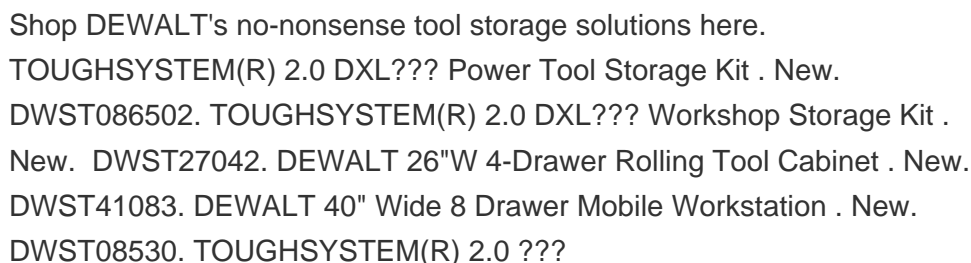 Shop DEWALT's no-nonsense tool storage solutions here.
TOUGHSYSTEM(R) 2.0 DXL??? Power Tool Storage Kit . New.
DWST086502. TOUGHSYSTEM(R) 2.0 DXL??? Workshop Storage Kit .
New.  DWST27042. DEWALT 26"W 4-Drawer Rolling Tool Cabinet . New.
DWST41083. DEWALT 40" Wide 8 Drawer Mobile Workstation . New.
DWST08530. TOUGHSYSTEM(R) 2.0 ???